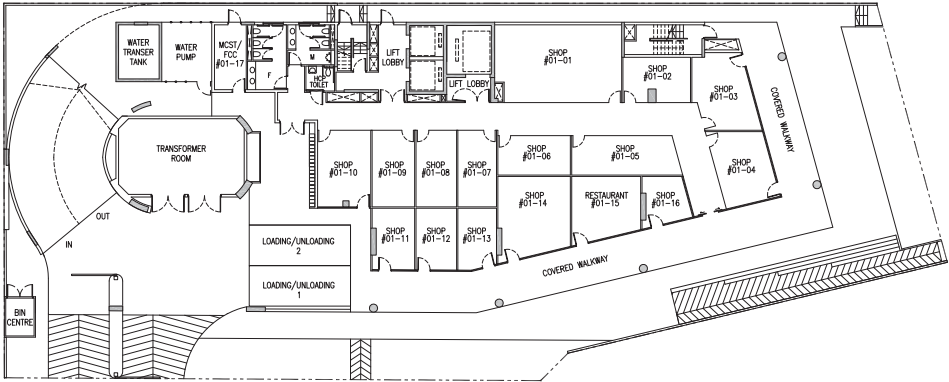 WATER
TRANSER
TANK
WATER
PUMP
MCST/
FCC
#01-17
F
M
HCP
TOILET
LIFT
LOBBY
LIFT LOBBY
SHOP
#01-01
SHOP
#01-02
SHOP
#01-03
COVERED WALKWAY
TRANSFORMER
ROOM
SHOP
#01-10
SHOP
#01-09
SHOP
#01-08
SHOP
#01-07
SHOP
#01-06
SHOP
#01-05
SHOP
#01-04
SHOP
#01-14
RESTAURANT
#01-15
SHOP
#01-16
OUT
IN
SHOP
#01-11
SHOP
#01-12
SHOP
#01-13
LOADING/UNLOADING
2
COVERED WALKWAY
LOADING/UNLOADING
1
BIN
CENTRE